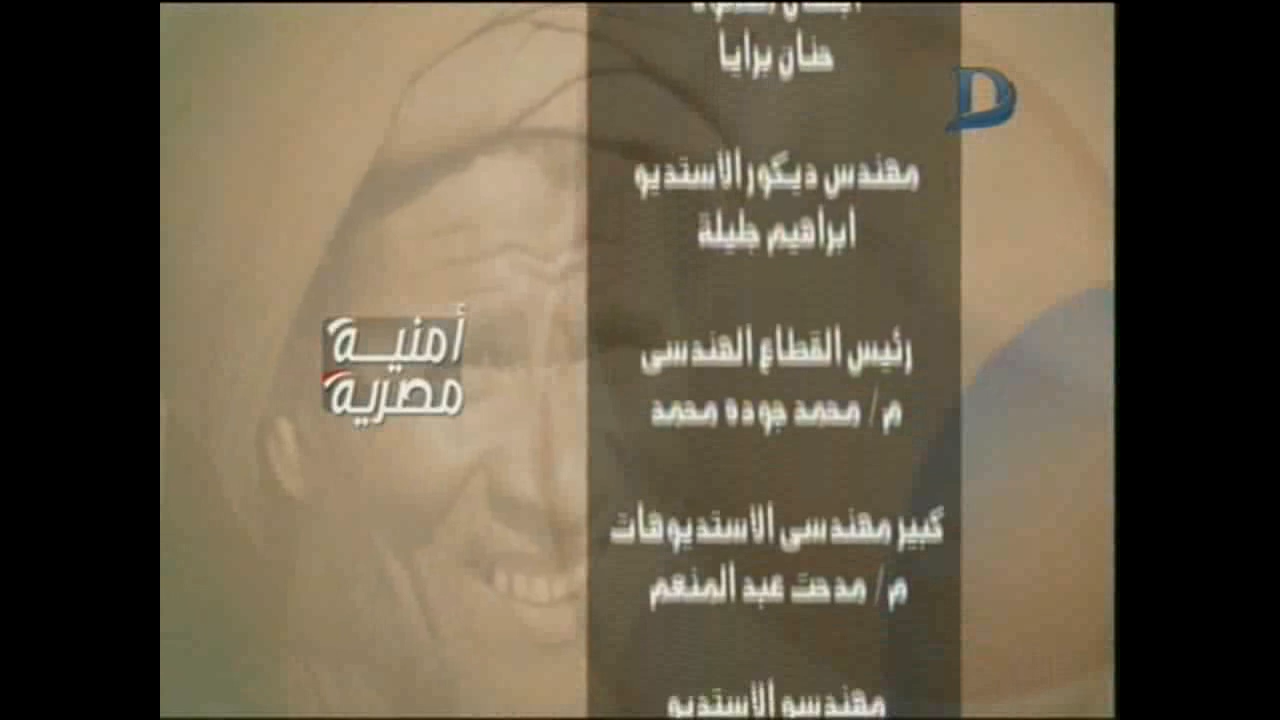 حنان برايا
مهندس ديكور الاستديو
ابراهيم جليلة
رئيس القطاع الهندسى
م/ محمد جوده محمد
كبير مهندسى الاستديوهات
م/ مدحت عبد المنعم
مهندسو الاستديو
أمنية
مصرية
D